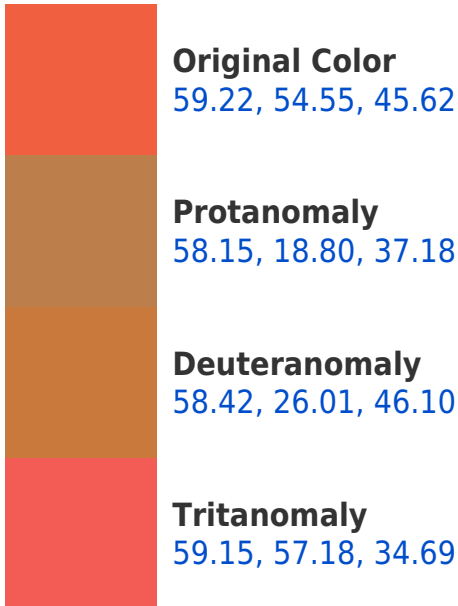 Original Color
59.22, 54.55, 45.62
Protanomaly
58.15, 18.80, 37.18
Deuteranomaly
58.42, 26.01, 46.10
Tritanomaly
59.15, 57.18, 34.69